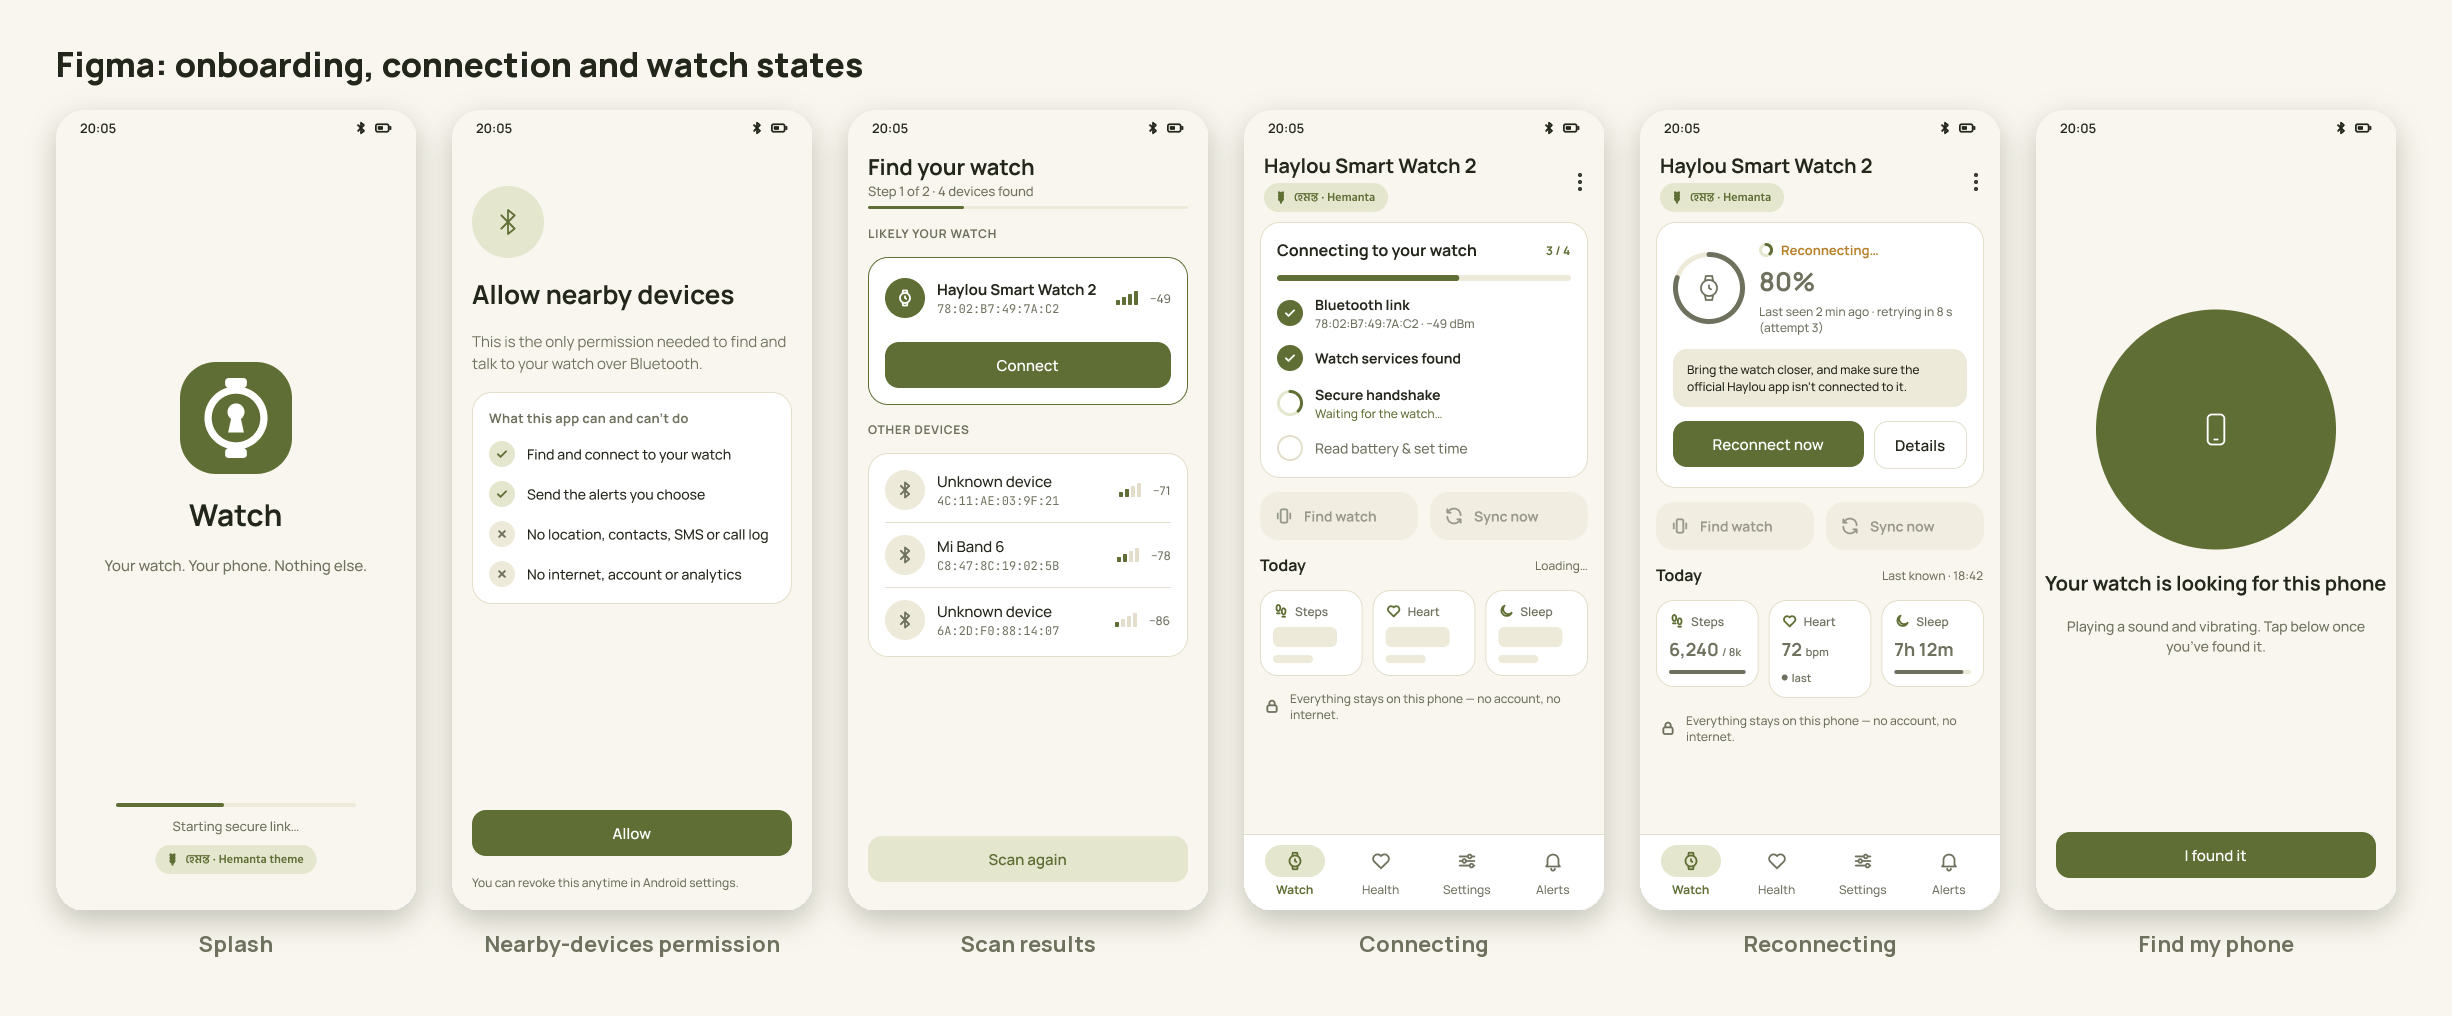 Figma: onboarding, connection and watch states
20:05
Watch
Your watch. Your phone. Nothing else.
Starting secure link…
হেমন্ত · Hemanta theme
Splash
20:05
Allow nearby devices
This is the only permission needed to find and
talk to your watch over Bluetooth.
What this app can and can't do
Find and connect to your watch
Send the alerts you choose
No location, contacts, SMS or call log
No internet, account or analytics
Allow
You can revoke this anytime in Android settings.
Nearby-devices permission
20:05
Find your watch
Step 1 of 2 · 4 devices found
LIKELY YOUR WATCH
Haylou Smart Watch 2
−49
78:02:B7:49:7A:C2
Connect
OTHER DEVICES
Unknown device
−71
4C:11:AE:03:9F:21
Mi Band 6
−78
C8:47:8C:19:02:5B
Unknown device
−86
6A:2D:F0:88:14:07
Scan again
Scan results
20:05
Haylou Smart Watch 2
হেমন্ত · Hemanta
Connecting to your watch
3 / 4
Bluetooth link
78:02:B7:49:7A:C2 · −49 dBm
Watch services found
Secure handshake
Waiting for the watch…
Read battery & set time
Find watch
Sync now
Today
Loading…
Steps
Heart
Sleep
Everything stays on this phone — no account, no
internet.
Watch
Health
Settings
Alerts
Connecting
20:05
Haylou Smart Watch 2
হেমন্ত · Hemanta
Reconnecting…
80%
Last seen 2 min ago · retrying in 8 s
(attempt 3)
Bring the watch closer, and make sure the
official Haylou app isn't connected to it.
Reconnect now
Details
Find watch
Sync now
Today
Last known · 18:42
Steps
6,240 / 8k
Heart
72 bpm
last
Sleep
7h 12m
Everything stays on this phone — no account, no
internet.
Watch
Health
Settings
Alerts
Reconnecting
20:05
Your watch is looking for this phone
Playing a sound and vibrating. Tap below once
you've found it.
I found it
Find my phone